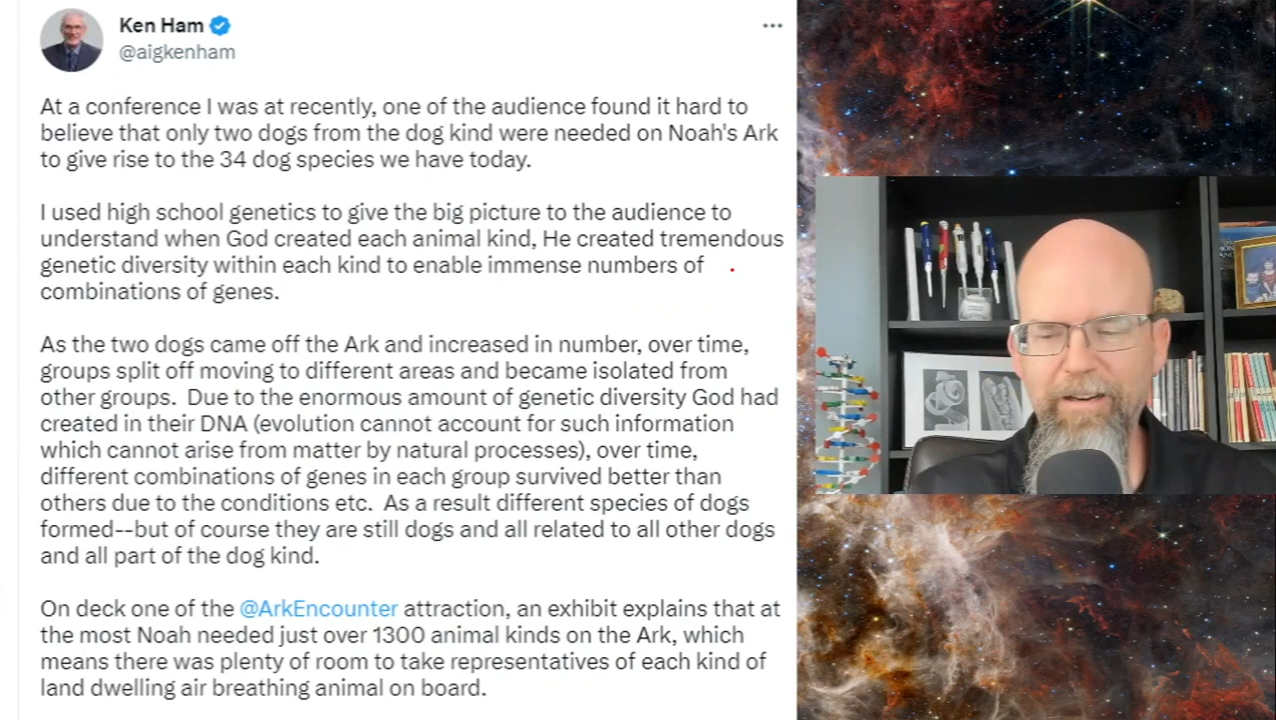 Ken Ham
@aigkenham
At a conference I was at recently, one of the audience found it hard to
believe that only two dogs from the dog kind were needed on Noah's Ark
to give rise to the 34 dog species we have today.
I used high school genetics to give the big picture to the audience to
understand when God created each animal kind, He created tremendous
genetic diversity within each kind to enable immense numbers of
combinations of genes.
As the two dogs came off the Ark and increased in number, over time,
groups split off moving to different areas and became isolated from
other groups.  Due to the enormous amount of genetic diversity God had
created in their DNA (evolution cannot account for such information
which cannot arise from matter by natural processes), over time,
different combinations of genes in each group survived better than
others due to the conditions etc.  As a result different species of dogs
formed--but of course they are still dogs and all related to all other dogs
and all part of the dog kind.
On deck one of the @ArkEncounter attraction, an exhibit explains that at
the most Noah needed just over 1300 animal kinds on the Ark, which
means there was plenty of room to take representatives of each kind of
land dwelling air breathing animal on board.